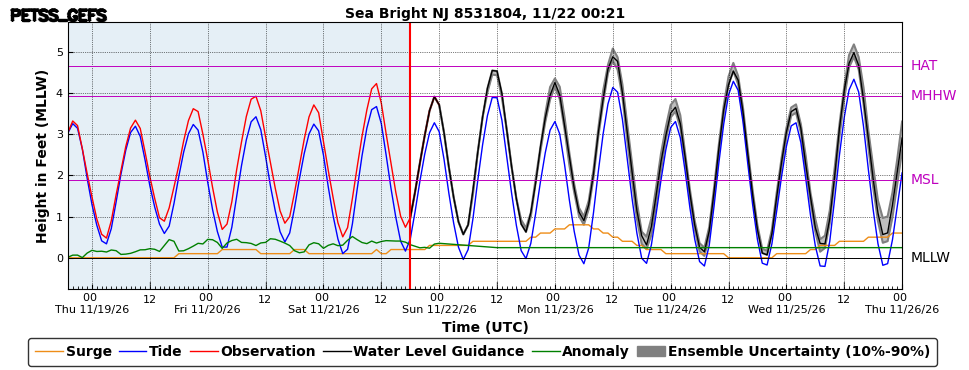 PETSS_GEFS
Sea Bright NJ 8531804, 11/22 00:21
Height in Feet (MLLW)
5
4
3
2
1
0
HAT
MHHW
MSL
MLLW
00 12 00 12 00 12 00 12 00 12 00 12 00 12 00
Thu 11/19/26 Fri 11/20/26 Sat 11/21/26 Sun 11/22/26 Mon 11/23/26 Tue 11/24/26 Wed 11/25/26 Thu 11/26/26
Time (UTC)
Surge Tide Observation Water Level Guidance Anomaly Ensemble Uncertainty (10%-90%)